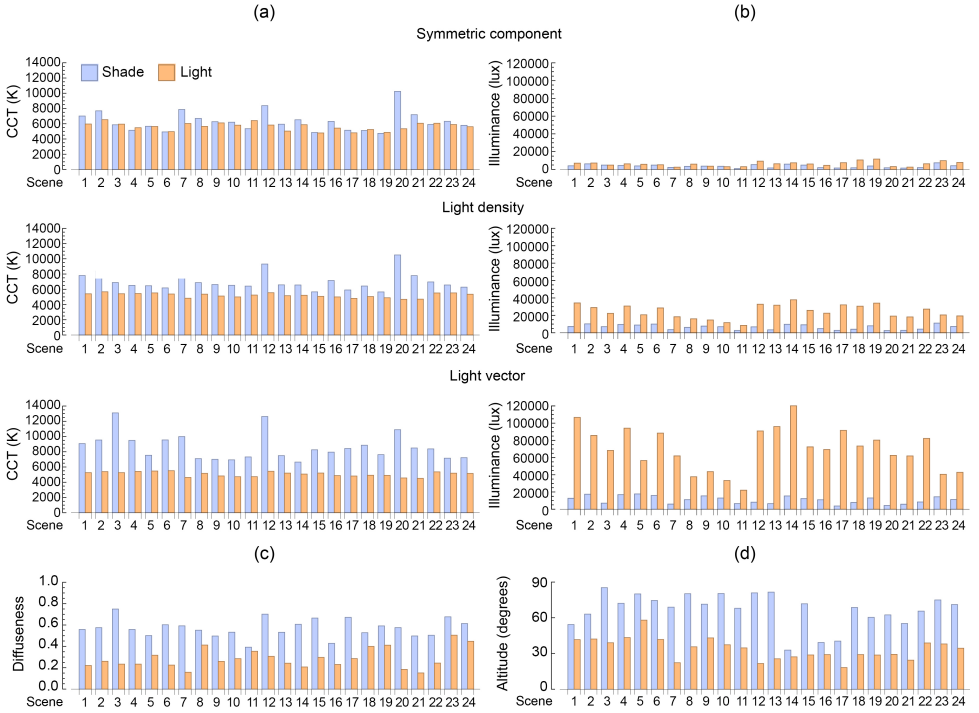 (a)
(b)
Symmetric component
CCT (K)
14000
12000
10000
8000
6000
4000
2000
0
Shade
Light
Scene
1 2 3 4 5 6 7 8 9 10 11 12 13 14 15 16 17 18 19 20 21 22 23 24
Illuminance (lux)
120000
100000
80000
60000
40000
20000
0
Scene
1 2 3 4 5 6 7 8 9 10 11 12 13 14 15 16 17 18 19 20 21 22 23 24
Light density
CCT (K)
14000
12000
10000
8000
6000
4000
2000
0
Scene
1 2 3 4 5 6 7 8 9 10 11 12 13 14 15 16 17 18 19 20 21 22 23 24
Illuminance (lux)
120000
100000
80000
60000
40000
20000
0
Scene
1 2 3 4 5 6 7 8 9 10 11 12 13 14 15 16 17 18 19 20 21 22 23 24
Light vector
CCT (K)
14000
12000
10000
8000
6000
4000
2000
0
Scene
1 2 3 4 5 6 7 8 9 10 11 12 13 14 15 16 17 18 19 20 21 22 23 24
Illuminance (lux)
120000
100000
80000
60000
40000
20000
0
Scene
1 2 3 4 5 6 7 8 9 10 11 12 13 14 15 16 17 18 19 20 21 22 23 24
(c)
Diffuseness
1.0
0.8
0.6
0.4
0.2
0.0
Scene
1 2 3 4 5 6 7 8 9 10 11 12 13 14 15 16 17 18 19 20 21 22 23 24
(d)
Altitude (degrees)
90
60
30
0
Scene
1 2 3 4 5 6 7 8 9 10 11 12 13 14 15 16 17 18 19 20 21 22 23 24